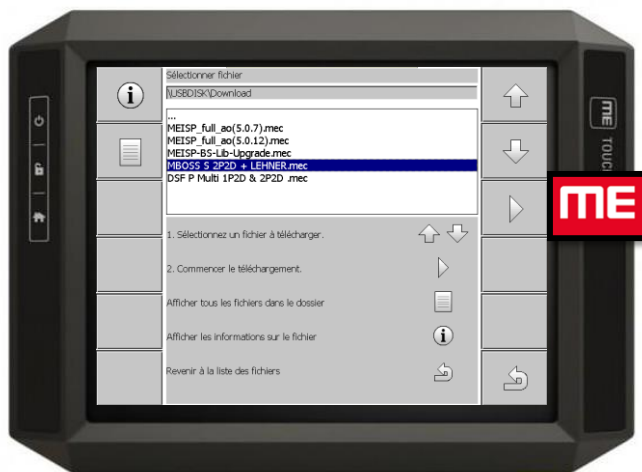 Sélectionner fichier
\USBDISK\Download
...
MEISP_full_ao(5.0.7).mec
MEISP_full_ao(5.0.12).mec
MEISP-BS-Lib-Upgrade.mec
MBOSS S 2P2D + LEHNER.mec
DSF P Multi 1P2D & 2P2D .mec
1. Sélectionnez un fichier à télécharger.
2. Commencer le téléchargement.
Afficher tous les fichiers dans le dossier
Afficher les informations sur le fichier
Revenir à la liste des fichiers
ME TOUCH
ME